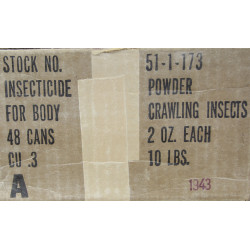 STOCK NO. 51-1-173
INSECTICIDE POWDER
FOR BODY CRAWLING INSECTS
48 CANS 2 OZ. EACH
CU .3 10 LBS.
A 1943